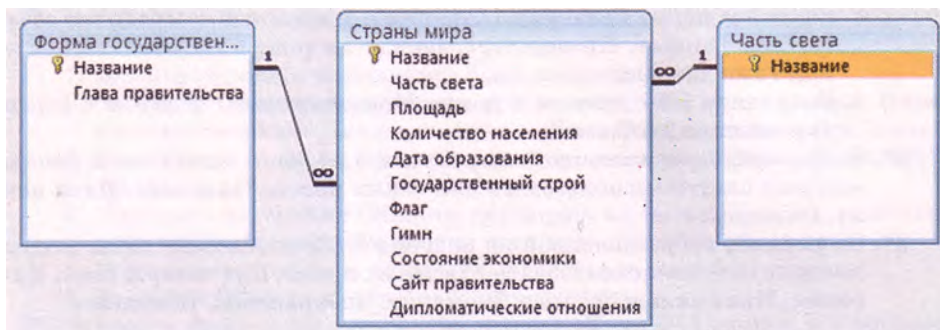 Форма государствен...
Название
Глава правительства
1
∞
Страны мира
Название
Часть света
Площадь
Количество населения
Дата образования
Государственный строй
Флаг
Гимн
Состояние экономики
Сайт правительства
Дипломатические отношения
∞
1
Часть света
Название